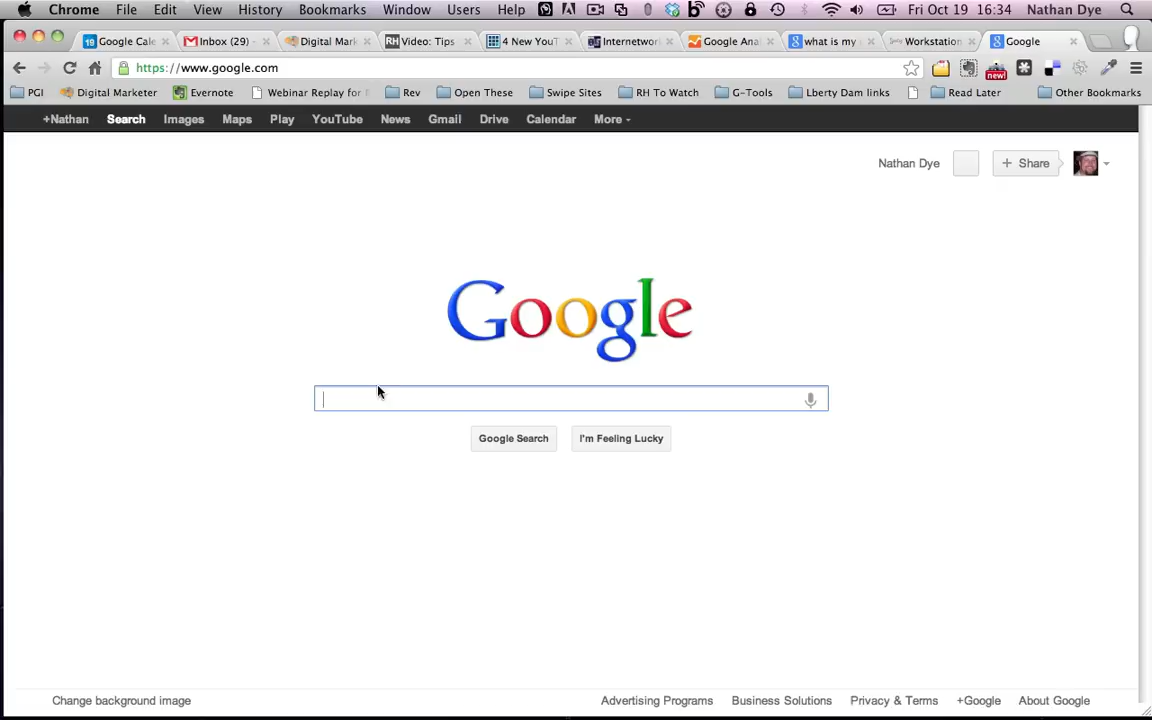 Chrome File Edit View History Bookmarks Window Users Help Fri Oct 19 16:34 Nathan Dye
Google Cale Inbox (29) - Digital Mark RH Video: Tips 4 New YouT Internetwor Google Ana what is my Workstation Google
https://www.google.com new!
PGI Digital Marketer Evernote Webinar Replay for Rev Open These Swipe Sites RH To Watch G-Tools Lberty Dam links Read Later Other Bookmarks
+Nathan Search Images Maps Play YouTube News Gmail Drive Calendar More
Nathan Dye + Share
Google
Google Search I'm Feeling Lucky
Change background image Advertising Programs Business Solutions Privacy & Terms +Google About Google